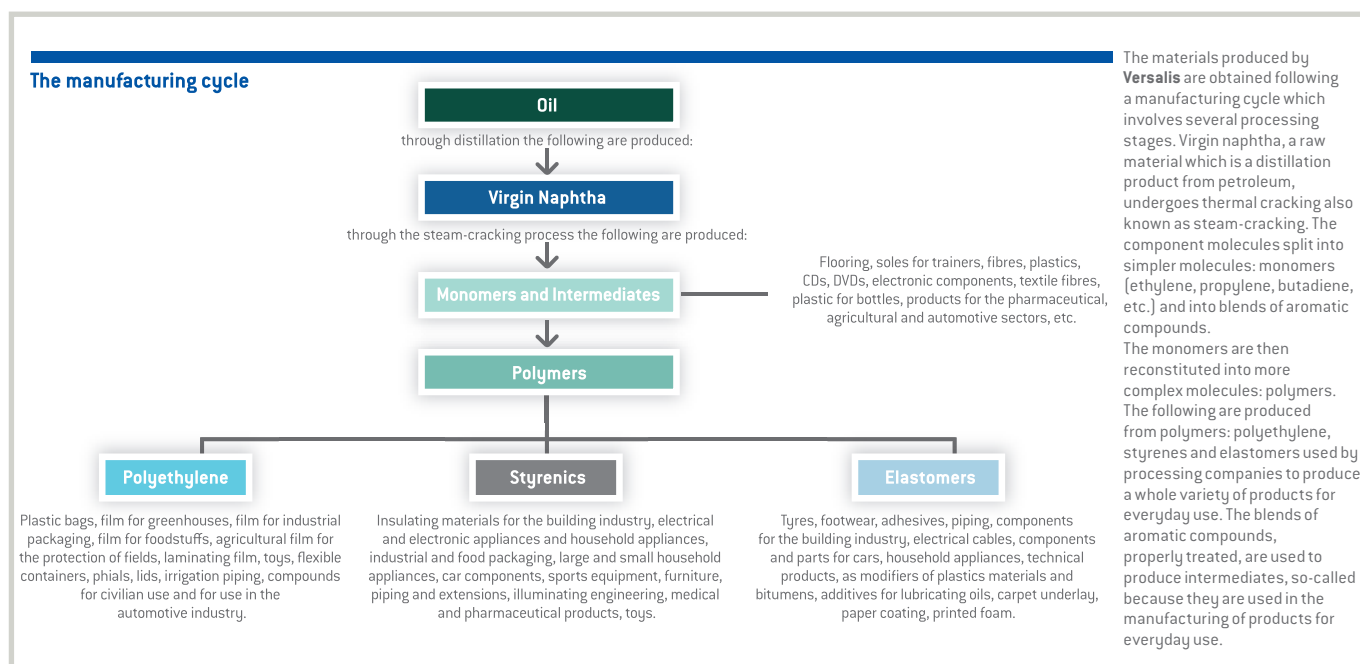 The manufacturing cycle
Oil
through distillation the following are produced:
Virgin Naphtha
through the steam-cracking process the following are produced:
Monomers and Intermediates
Flooring, soles for trainers, fibres, plastics,
CDs, DVDs, electronic components, textile fibres,
plastic for bottles, products for the pharmaceutical,
agricultural and automotive sectors, etc.
Polymers
Polyethylene
Plastic bags, film for greenhouses, film for industrial
packaging, film for foodstuffs, agricultural film for
the protection of fields, laminating film, toys, flexible
containers, phials, lids, irrigation piping, compounds
for civilian use and for use in the
automotive industry.
Styrenics
Insulating materials for the building industry, electrical
and electronic appliances and household appliances,
industrial and food packaging, large and small household
appliances, car components, sports equipment, furniture,
piping and extensions, illuminating engineering, medical
and pharmaceutical products, toys.
Elastomers
Tyres, footwear, adhesives, piping, components
for the building industry, electrical cables, components
and parts for cars, household appliances, technical
products, as modifiers of plastics materials and
bitumens, additives for lubricating oils, carpet underlay,
paper coating, printed foam.
The materials produced by
Versalis are obtained following
a manufacturing cycle which
involves several processing
stages. Virgin naphtha, a raw
material which is a distillation
product from petroleum,
undergoes thermal cracking also
known as steam-cracking. The
component molecules split into
simpler molecules: monomers
(ethylene, propylene, butadiene,
etc.) and into blends of aromatic
compounds.
The monomers are then
reconstituted into more
complex molecules: polymers.
The following are produced
from polymers: polyethylene,
styrenes and elastomers used by
processing companies to produce
a whole variety of products for
everyday use. The blends of
aromatic compounds,
properly treated, are used to
produce intermediates, so-called
because they are used in the
manufacturing of products for
everyday use.